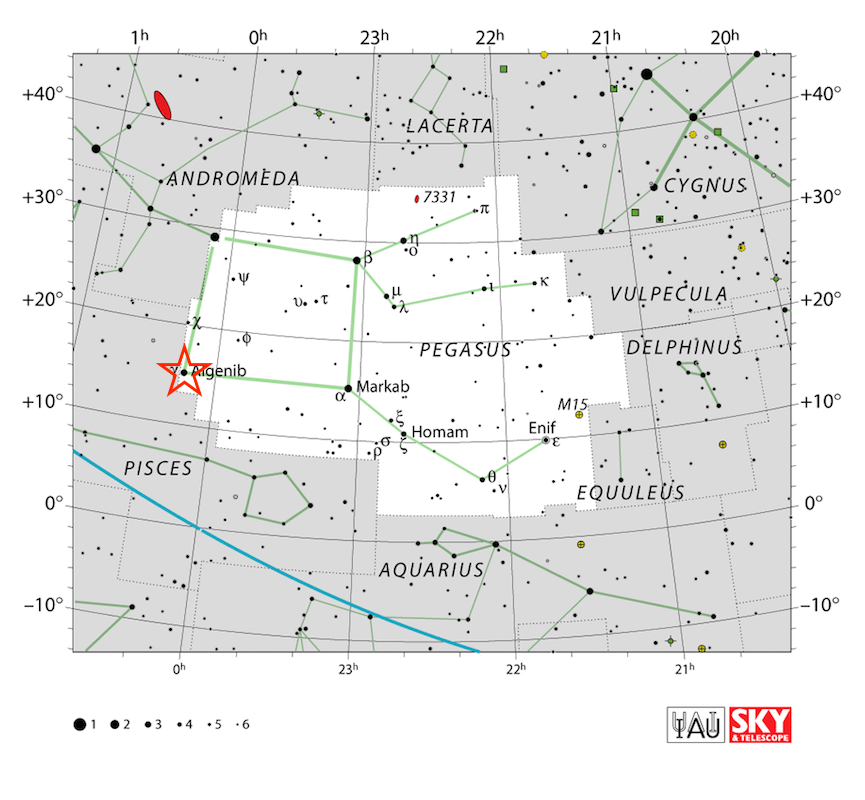 1h 0h 23h 22h 21h 20h
+40° +40°
LACERTA
ANDROMEDA
+30° 7331 CYGNUS +30°
π
η
ο
β
ψ
μ ι κ
υ τ λ VULPECULA
+20° +20°
χ
φ PEGASUS DELPHINUS
γ Algenib
Markab
α
+10° M15 +10°
ξ
Homam Enif
σ ζ ε
ρ
PISCES
θ
ν EQUULEUS
0° 0°
AQUARIUS
−10° −10°
0h 23h 22h 21h
1 2 3 4 5 6
IAU SKY
& TELESCOPE